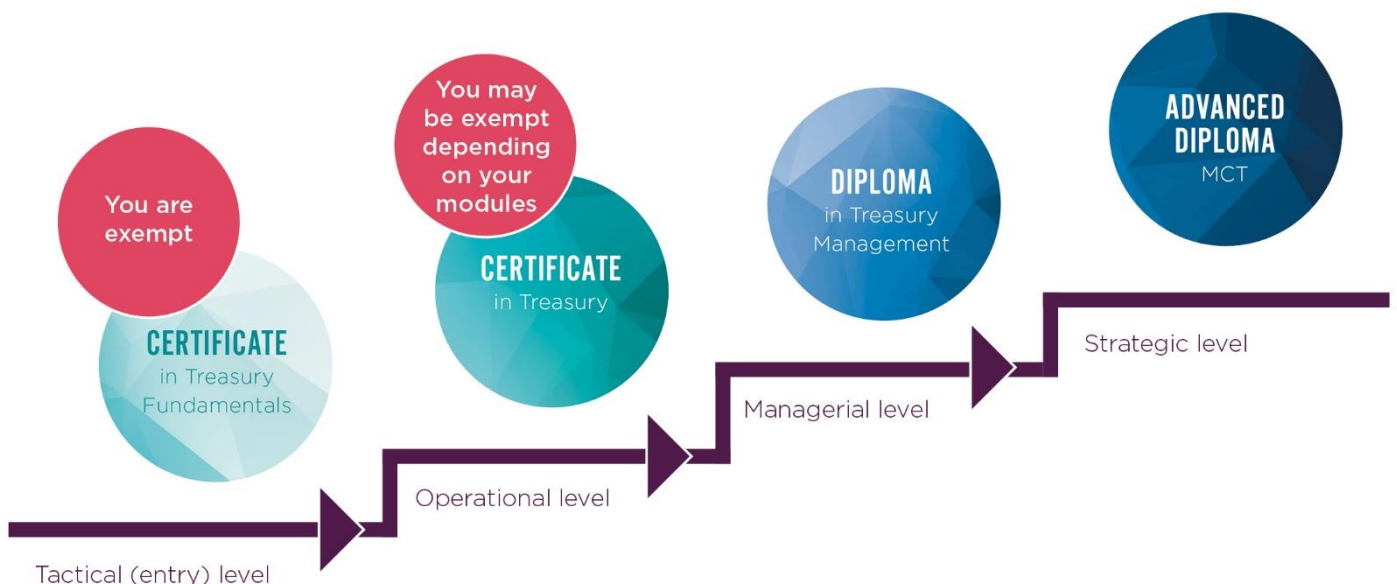 You are
exempt
CERTIFICATE
in Treasury
Fundamentals
Tactical (entry) level
You may
be exempt
depending
on your
modules
CERTIFICATE
in Treasury
Operational level
DIPLOMA
in Treasury
Management
Managerial level
ADVANCED
DIPLOMA
MCT
Strategic level